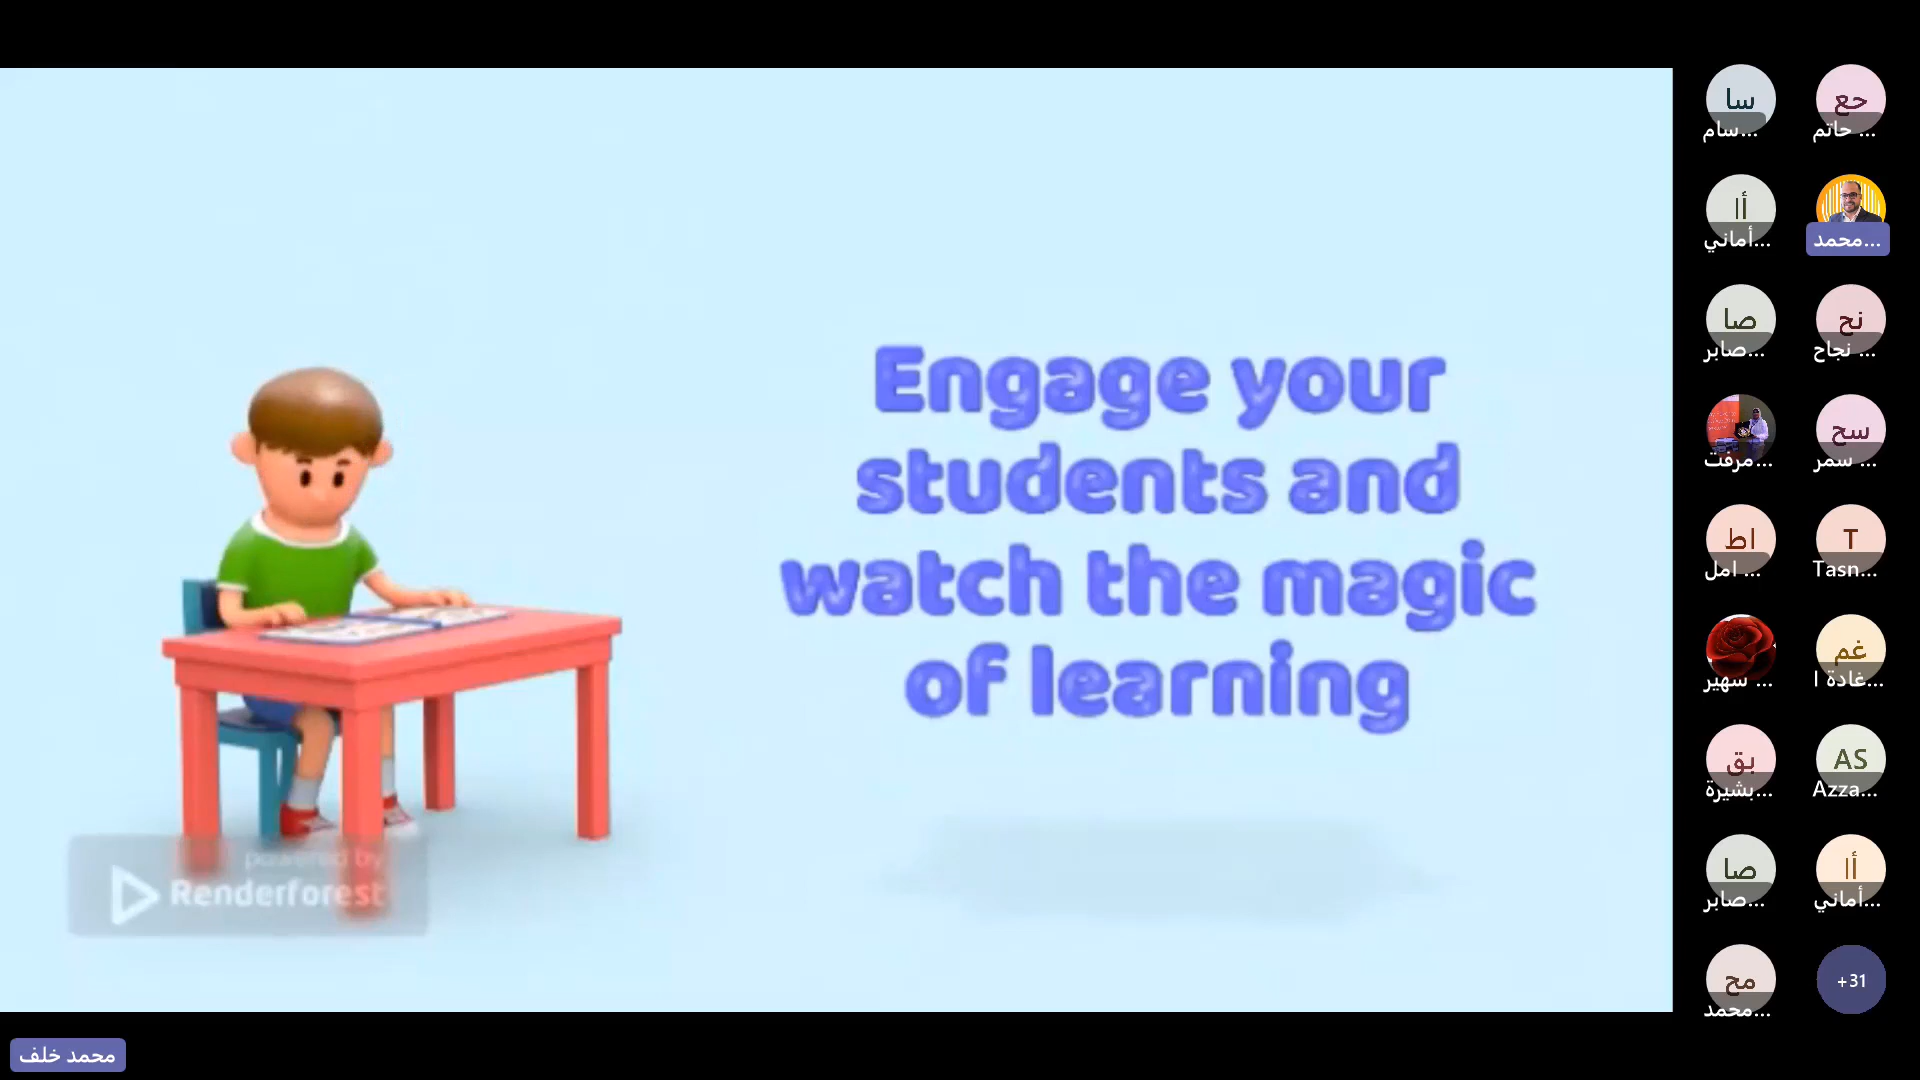 Engage your
students and
watch the magic
of learning
powered by
Renderforest
سا
سام...
حع
حاتم ...
أا
أماني...
محمد...
صا
صابر...
نح
نجاح ...
مرفت...
سح
سمر ...
اط
امل ...
T
Tasn...
سهير ...
غم
غادة ا...
بق
بشيرة...
AS
Azza...
صا
صابر...
أا
أماني...
مح
محمد...
+31
محمد خلف